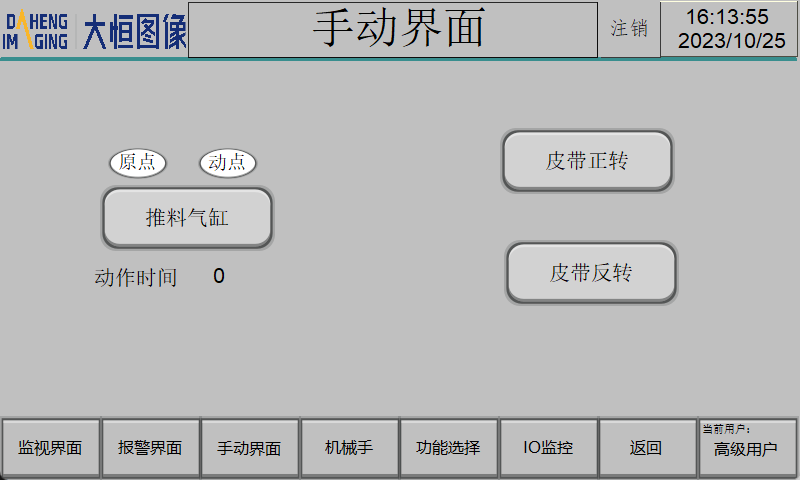 DAHENG
IMAGING
大恒图像
手动界面
注销
16:13:55
2023/10/25
原点
动点
推料气缸
动作时间 0
皮带正转
皮带反转
监视界面
报警界面
手动界面
机械手
功能选择
IO监控
返回
当前用户:
高级用户